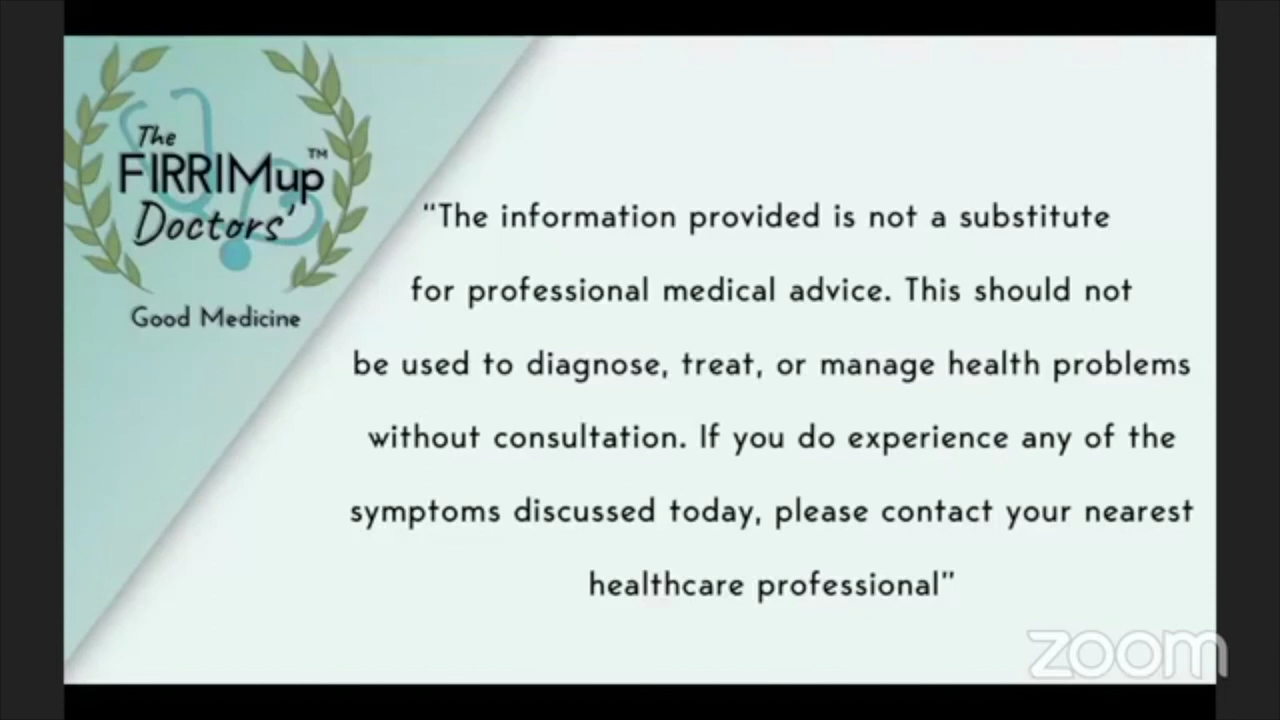 The
FIRRIMup™
Doctors'
Good Medicine
“The information provided is not a substitute
for professional medical advice. This should not
be used to diagnose, treat, or manage health problems
without consultation. If you do experience any of the
symptoms discussed today, please contact your nearest
healthcare professional”
zoom